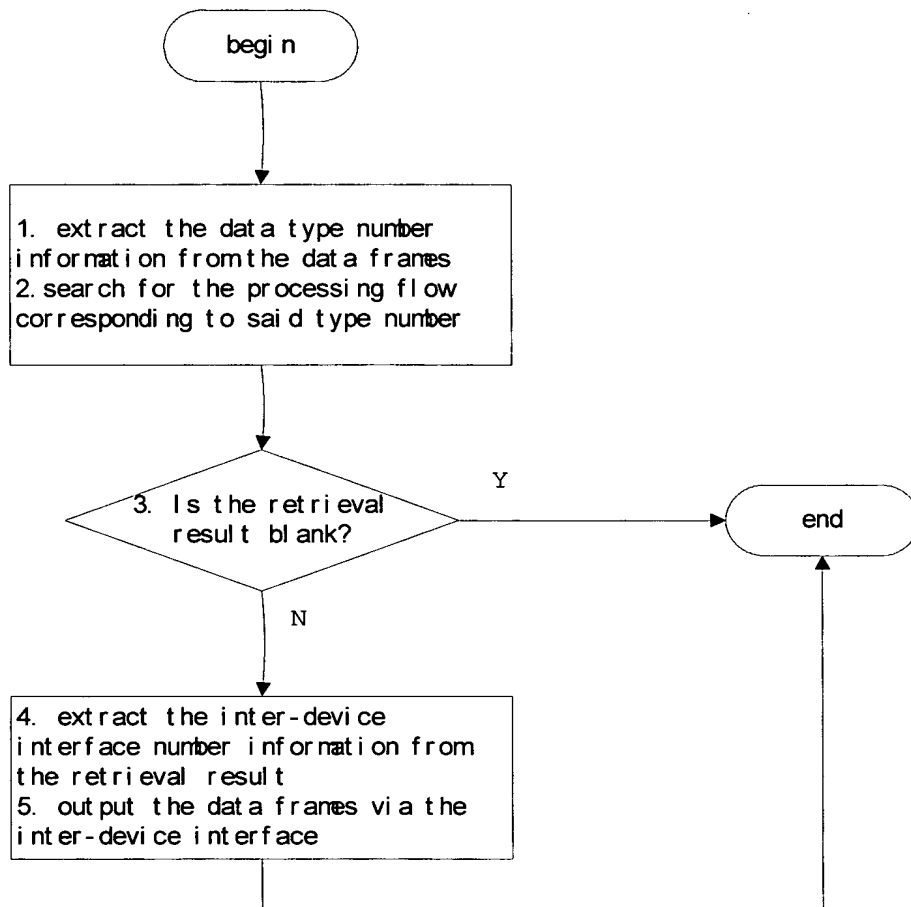 begin
1. extract the data type number
information from the data frames
2. search for the processing flow
corresponding to said type number
3. Is the retrieval
result blank?
Y
end
N
4. extract the inter-device
interface number information from
the retrieval result
5. output the data frames via the
inter-device interface